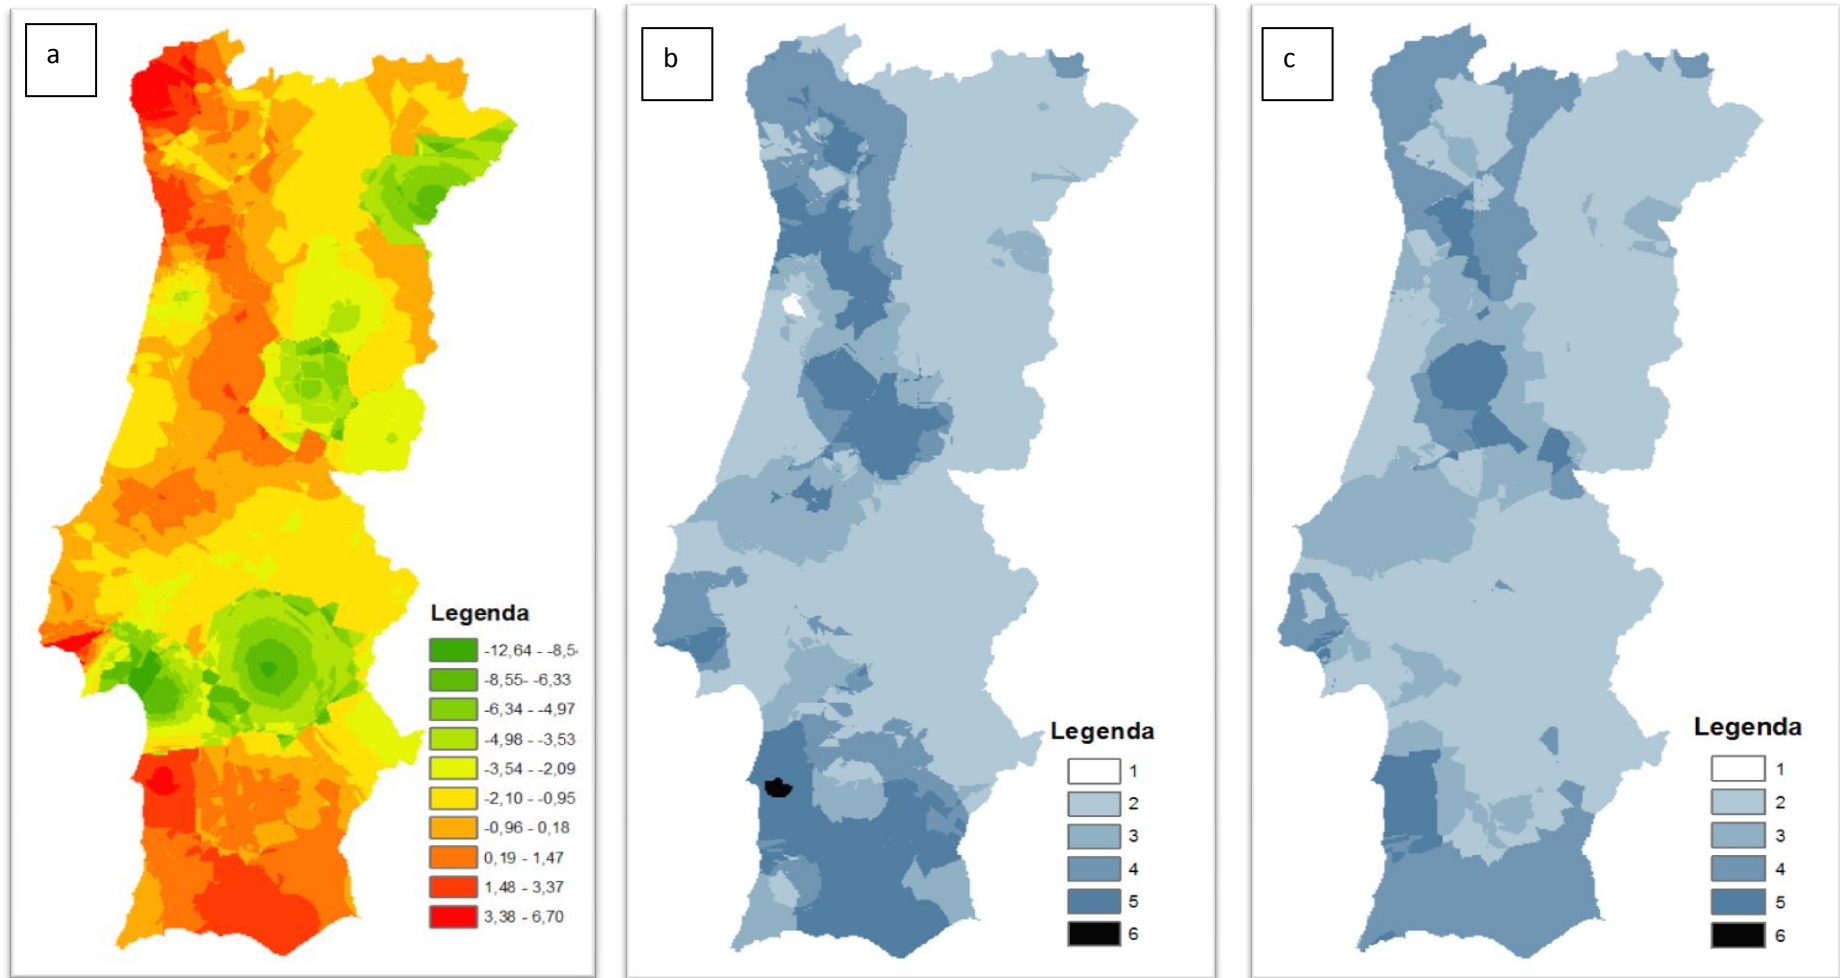 a
Legenda
-12,64 - -8,5
-8,55- -6,33
-6,34 - -4,97
-4,98 - -3,53
-3,54 - -2,09
-2,10 - -0,95
-0,96 - 0,18
0,19 - 1,47
1,48 - 3,37
3,38 - 6,70
b
Legenda
1
2
3
4
5
6
c
Legenda
1
2
3
4
5
6